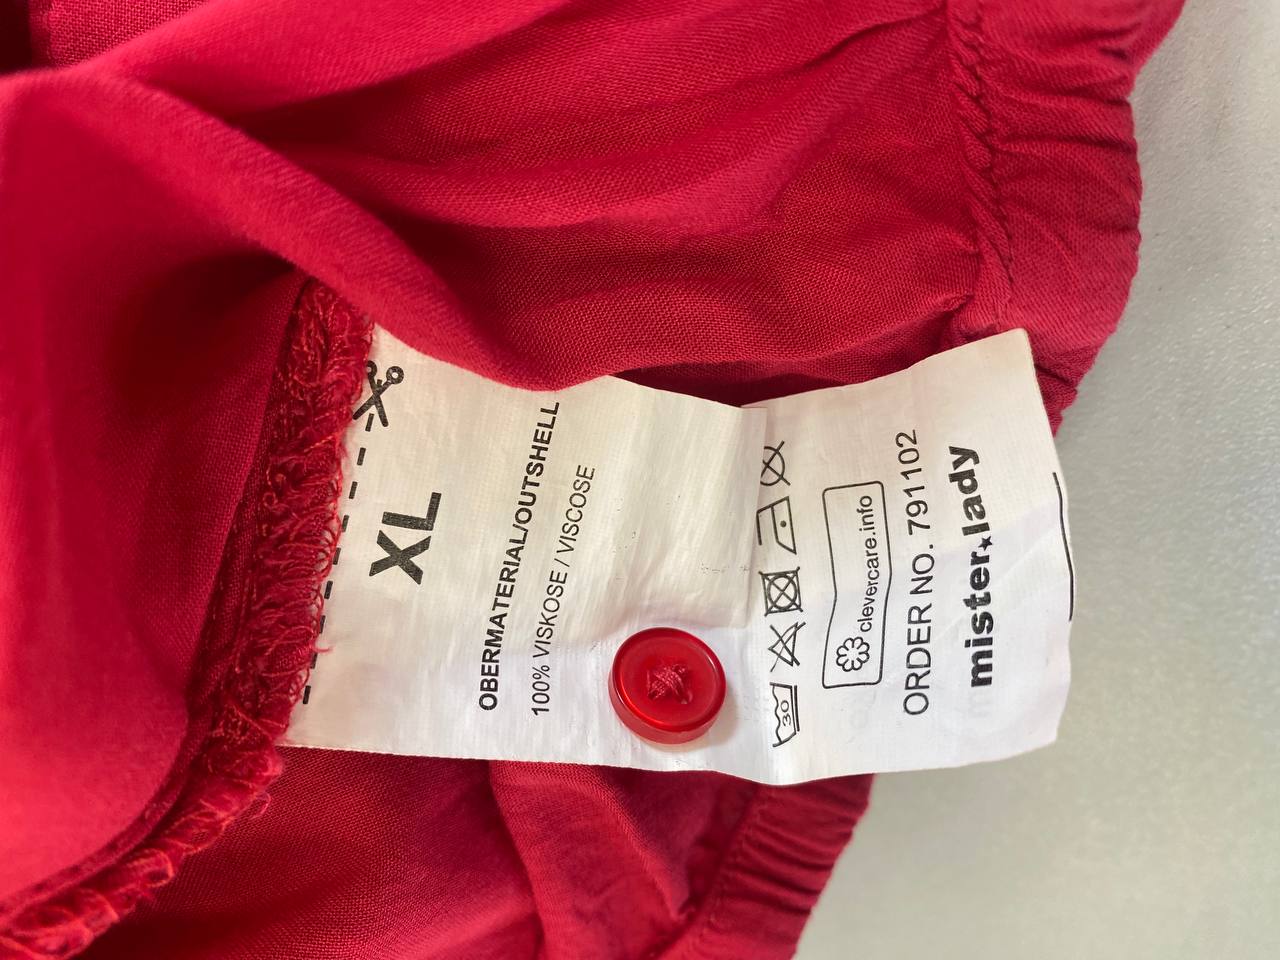 XL
OBERMATERIAL/OUTSHELL
100% VISKOSE / VISCOSE
30
clevercare.info
ORDER NO. 791102
mister★lady